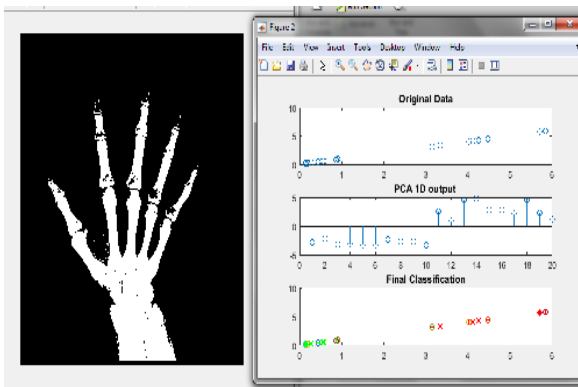 Figure 2
File Edit View Insert Tools Desktop Window Help
Original Data
10
5
0
0 1 2 3 4 5 6
PCA 1D output
5
0
-5
0 2 4 6 8 10 12 14 16 18 20
Final Classification
10
5
0
0 1 2 3 4 5 6